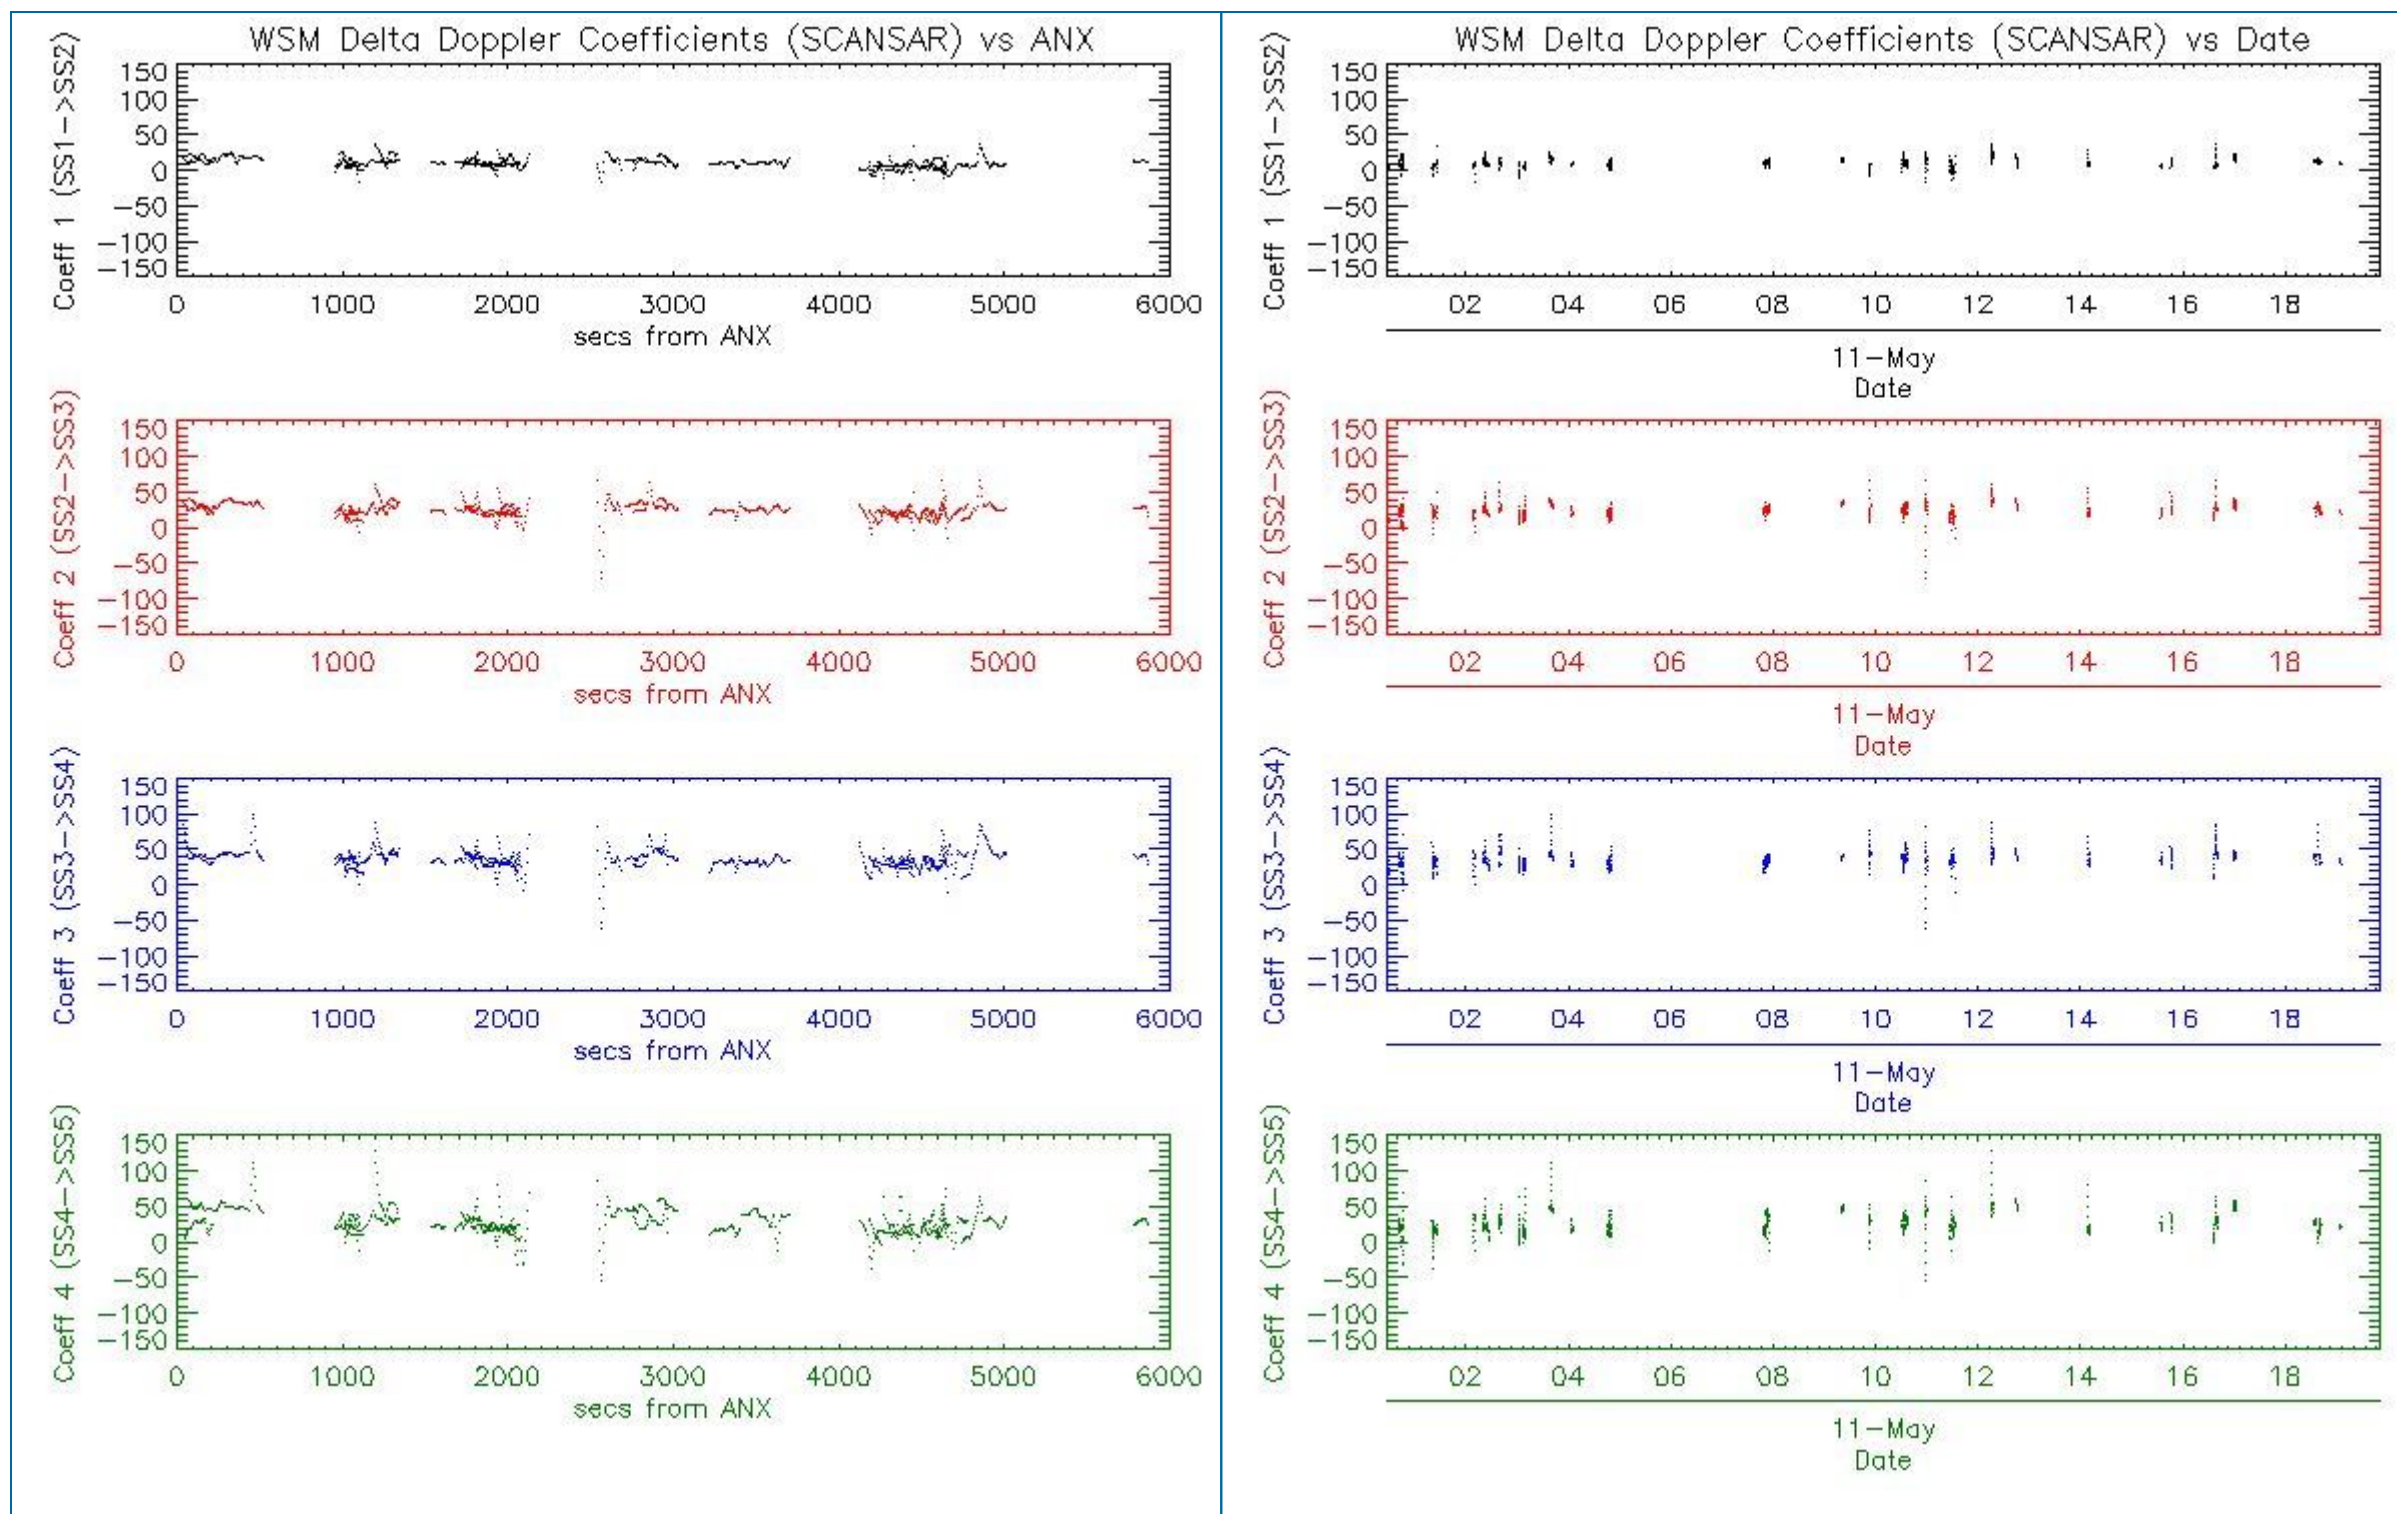 WSM Delta Doppler Coefficients (SCANSAR) vs ANX
Coeff 1 (SS1->SS2)
150
100
50
0
-50
-100
-150
0 1000 2000 3000 4000 5000 6000
secs from ANX
Coeff 2 (SS2->SS3)
150
100
50
0
-50
-100
-150
0 1000 2000 3000 4000 5000 6000
secs from ANX
Coeff 3 (SS3->SS4)
150
100
50
0
-50
-100
-150
0 1000 2000 3000 4000 5000 6000
secs from ANX
Coeff 4 (SS4->SS5)
150
100
50
0
-50
-100
-150
0 1000 2000 3000 4000 5000 6000
secs from ANX
WSM Delta Doppler Coefficients (SCANSAR) vs Date
Coeff 1 (SS1->SS2)
150
100
50
0
-50
-100
-150
02 04 06 08 10 12 14 16 18
11-May
Date
Coeff 2 (SS2->SS3)
150
100
50
0
-50
-100
-150
02 04 06 08 10 12 14 16 18
11-May
Date
Coeff 3 (SS3->SS4)
150
100
50
0
-50
-100
-150
02 04 06 08 10 12 14 16 18
11-May
Date
Coeff 4 (SS4->SS5)
150
100
50
0
-50
-100
-150
02 04 06 08 10 12 14 16 18
11-May
Date